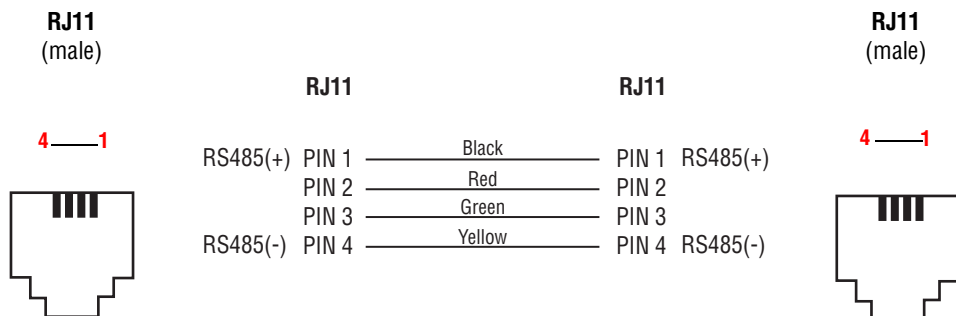 RJ11
(male)
RJ11
(male)
RJ11
RJ11
4 1
4 1
RS485(+) PIN 1 Black PIN 1 RS485(+)
PIN 2 Red PIN 2
PIN 3 Green PIN 3
RS485(-) PIN 4 Yellow PIN 4 RS485(-)